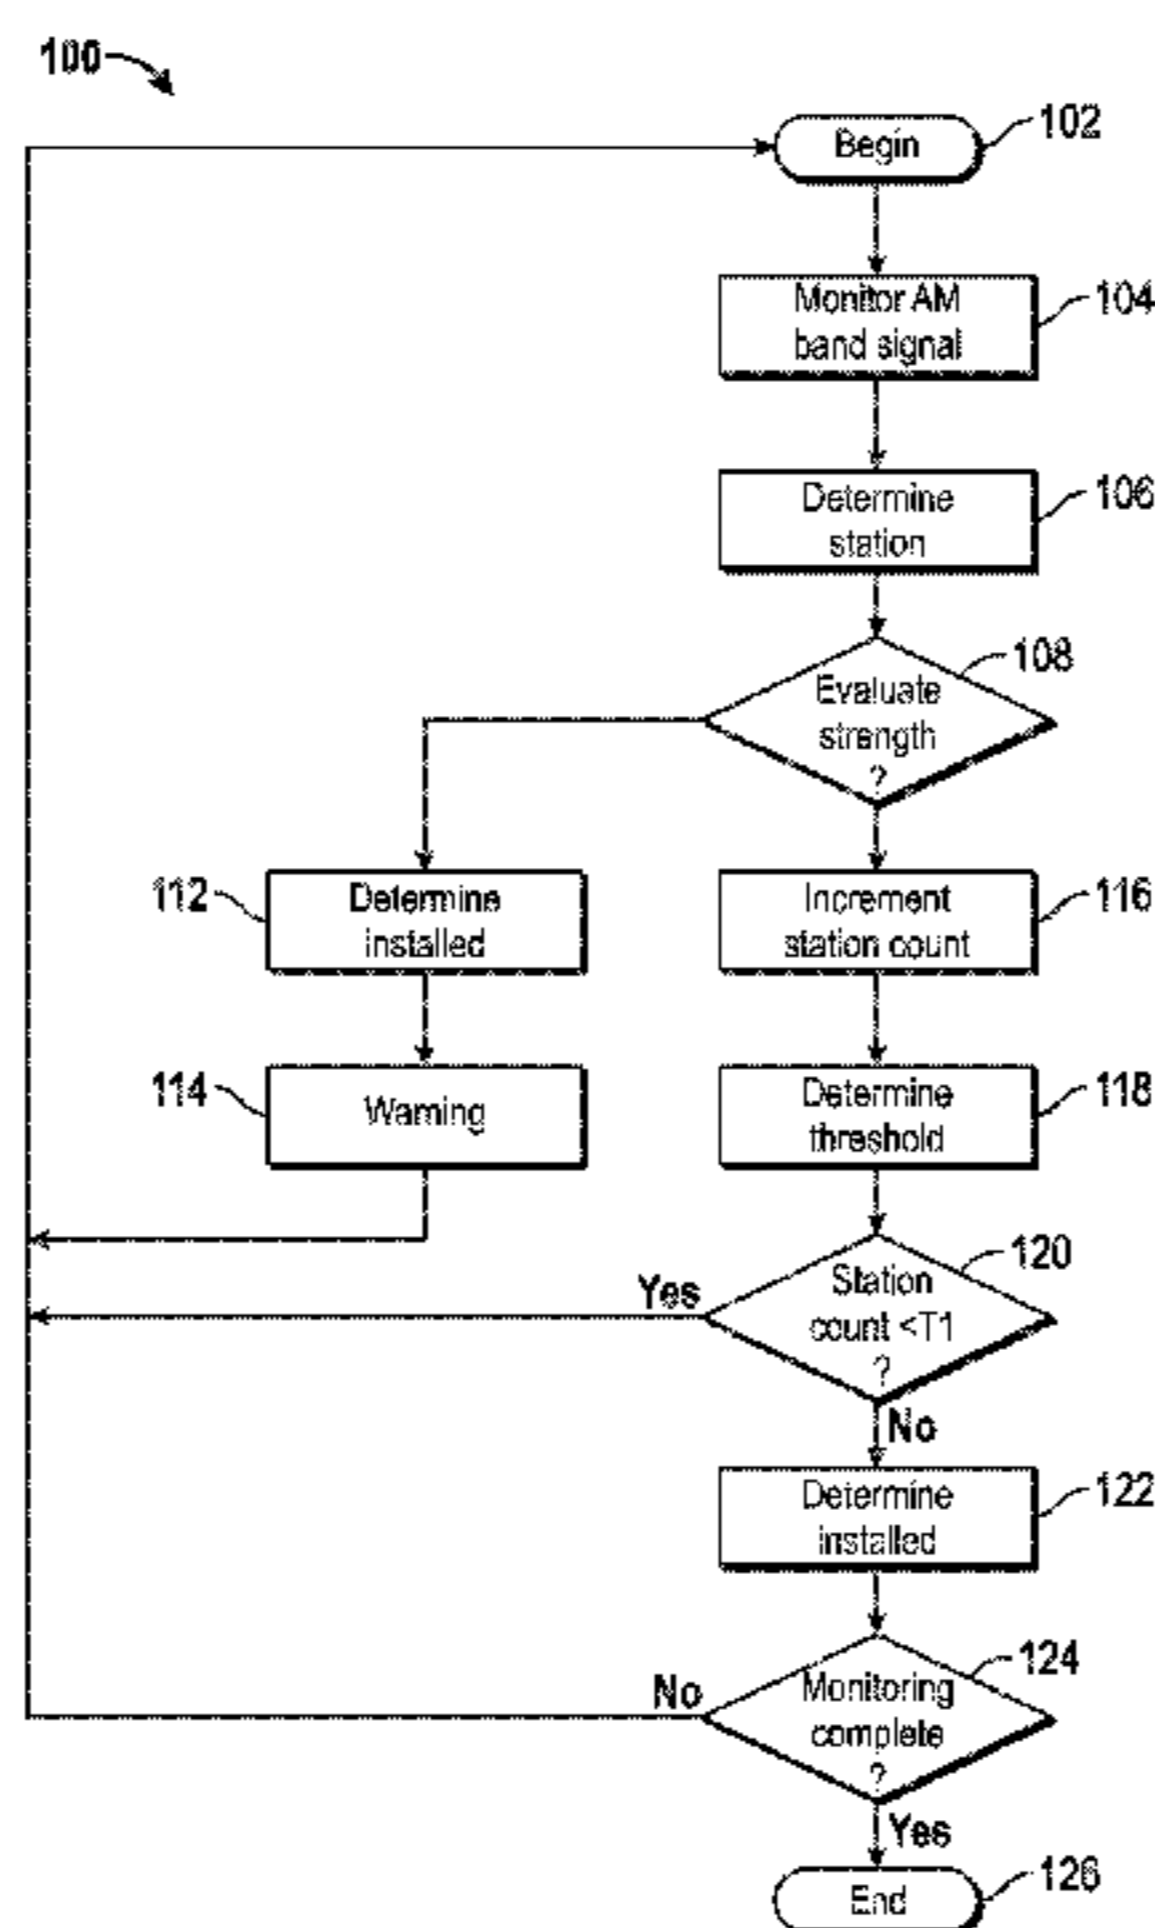 100
Begin
102
Monitor AM
band signal
104
Determine
station
106
Evaluate
strength
?
108
112
Determine
installed
Increment
station count
116
114
Warning
Determine
threshold
118
Yes
Station
count <T1
?
120
No
Determine
installed
122
No
Monitoring
complete
?
124
Yes
End
126